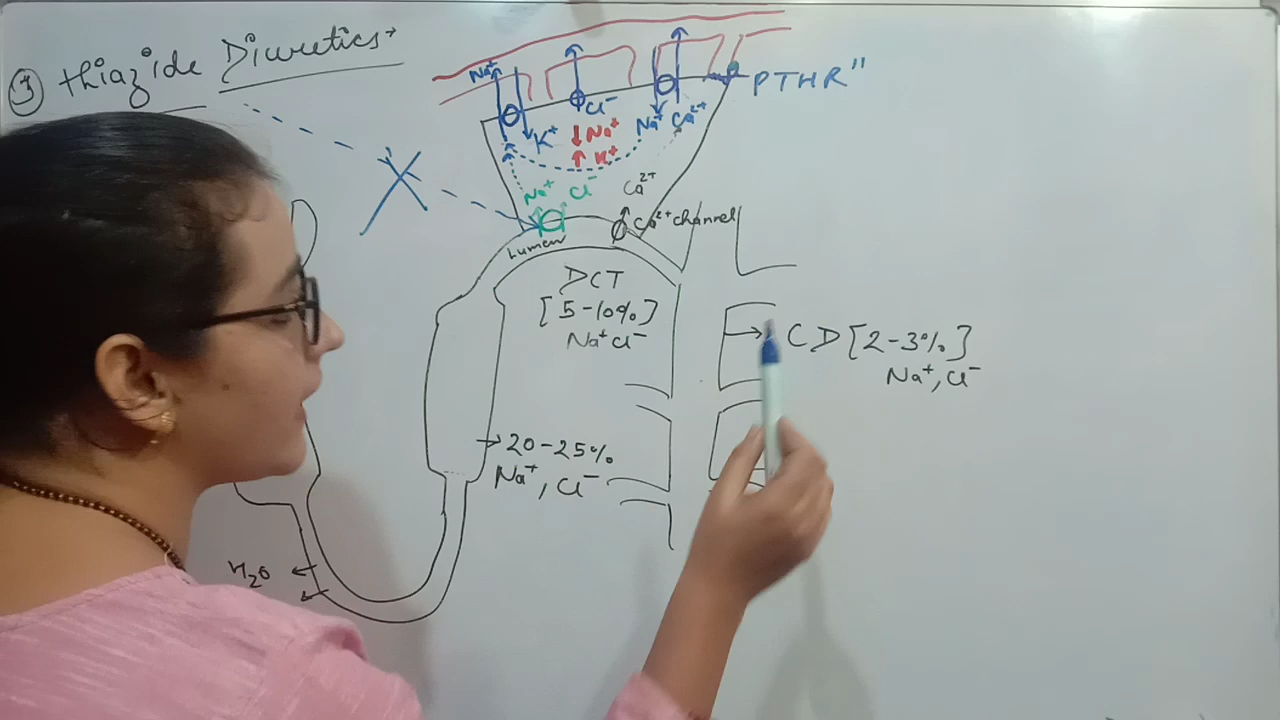 ③ Thiazide Diuretics→
Na⁺
K⁺
Cl⁻
↓ Na⁺
↑ K⁺
Na⁺ Ca²⁺
PTHR"
Na⁺ Cl⁻
Ca²⁺
Ca²⁺ channel
Lumen
DCT
[5-10%]
Na⁺ Cl⁻
CD [2-3%]
Na⁺, Cl⁻
20-25%
Na⁺, Cl⁻
H₂O